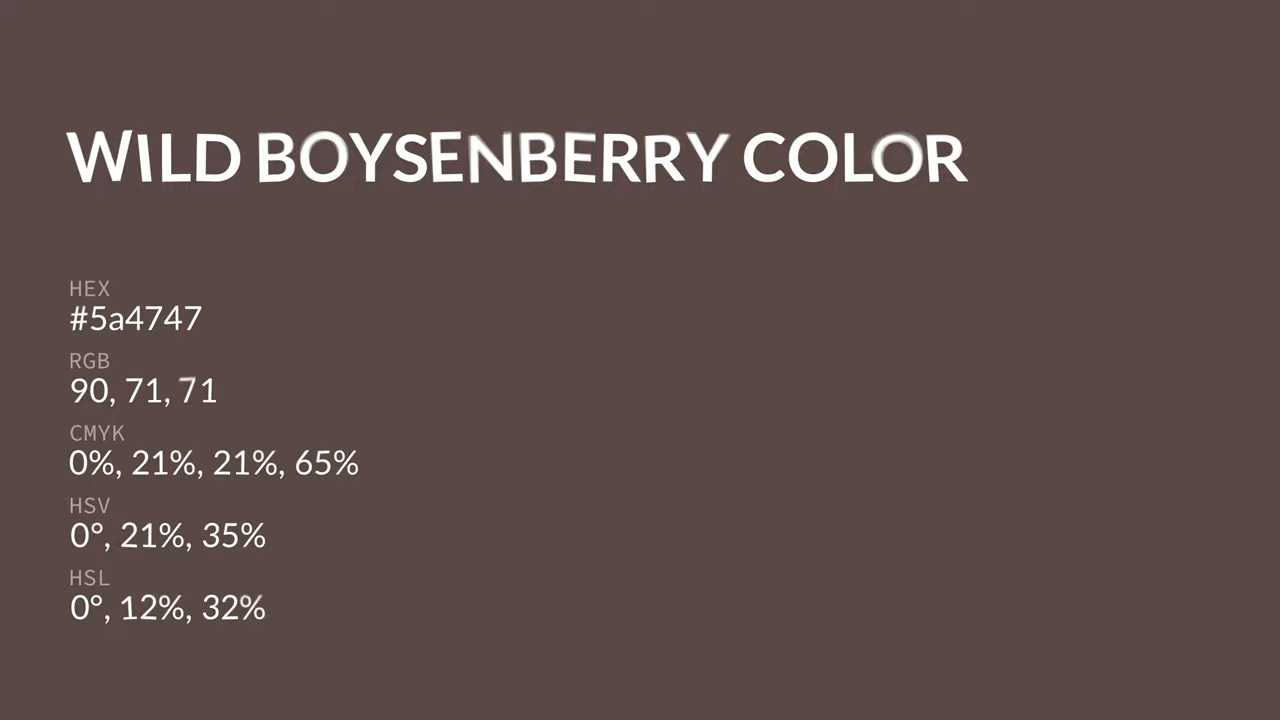 WILD BOYSENBERRY COLOR
HEX
#5a4747
RGB
90, 71, 71
CMYK
0%, 21%, 21%, 65%
HSV
0°, 21%, 35%
HSL
0°, 12%, 32%